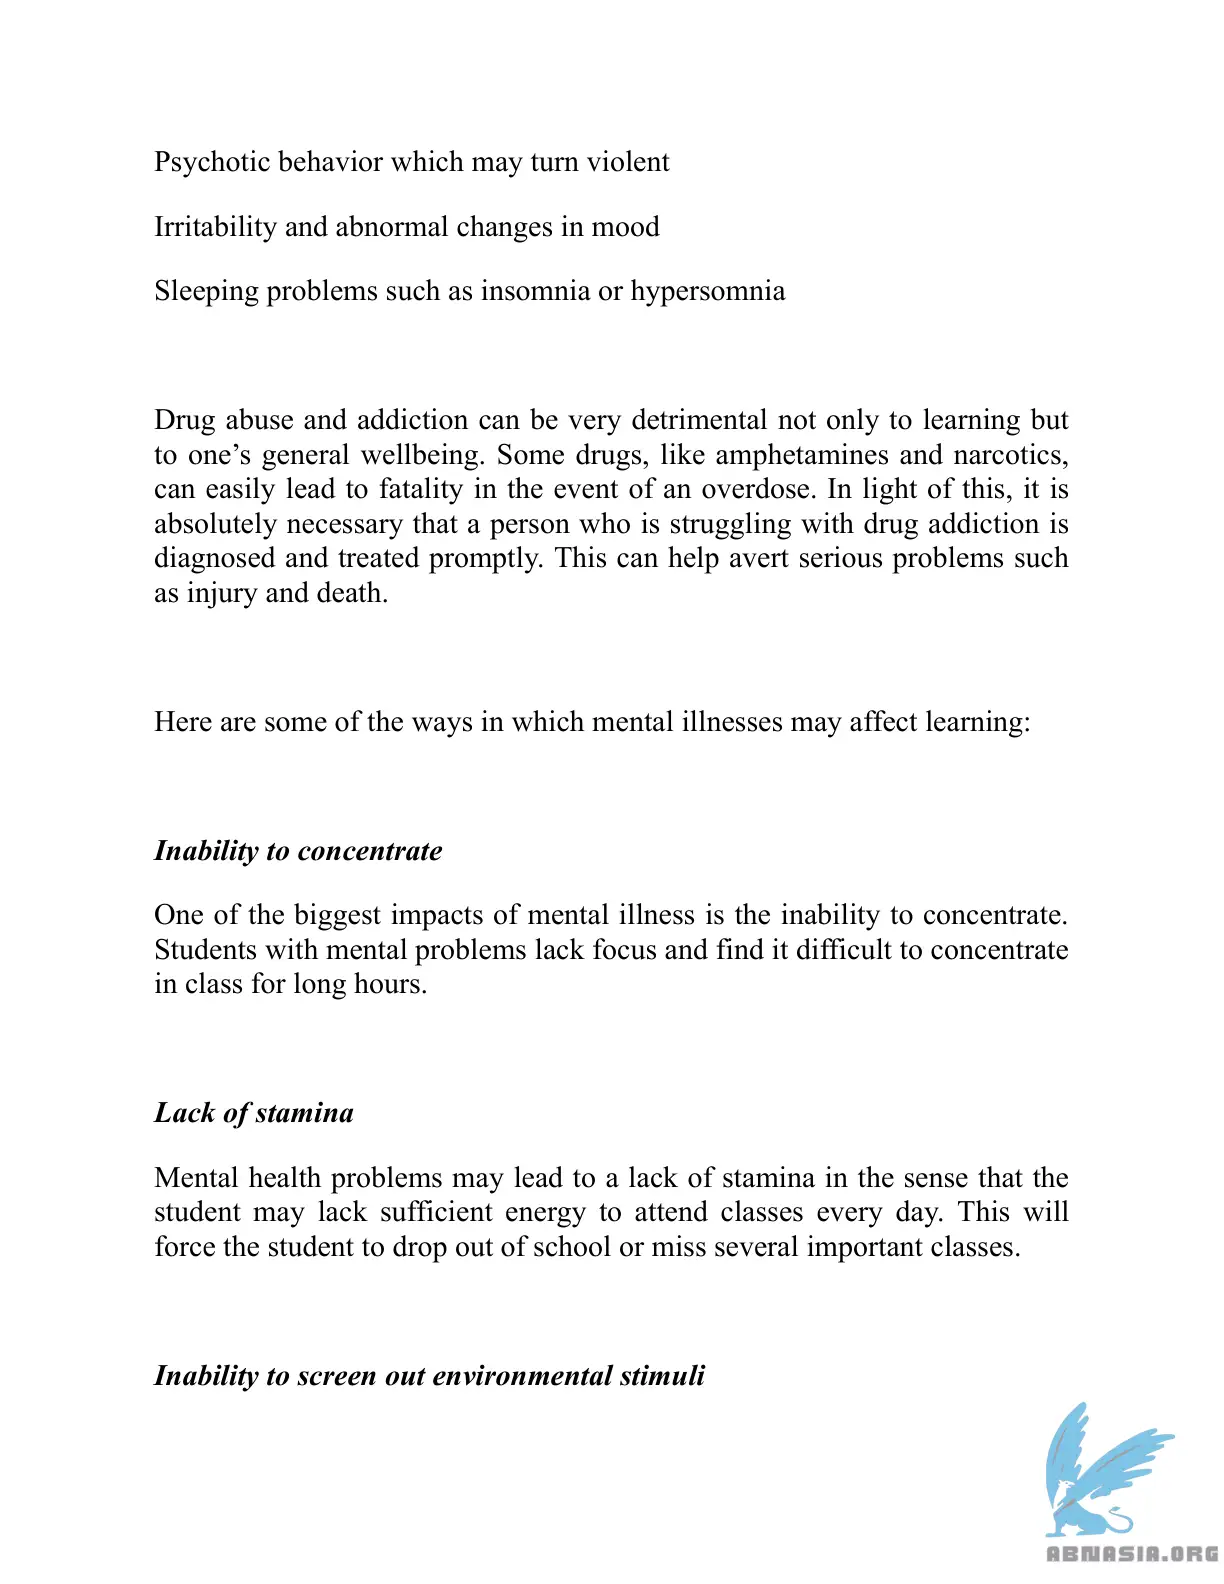 Psychotic behavior which may turn violent
Irritability and abnormal changes in mood
Sleeping problems such as insomnia or hypersomnia
Drug abuse and addiction can be very detrimental not only to learning but
to one’s general wellbeing. Some drugs, like amphetamines and narcotics,
can easily lead to fatality in the event of an overdose. In light of this, it is
absolutely necessary that a person who is struggling with drug addiction is
diagnosed and treated promptly. This can help avert serious problems such
as injury and death.
Here are some of the ways in which mental illnesses may affect learning:
Inability to concentrate
One of the biggest impacts of mental illness is the inability to concentrate.
Students with mental problems lack focus and find it difficult to concentrate
in class for long hours.
Lack of stamina
Mental health problems may lead to a lack of stamina in the sense that the
student may lack sufficient energy to attend classes every day. This will
force the student to drop out of school or miss several important classes.
Inability to screen out environmental stimuli
ABNASIA.ORG